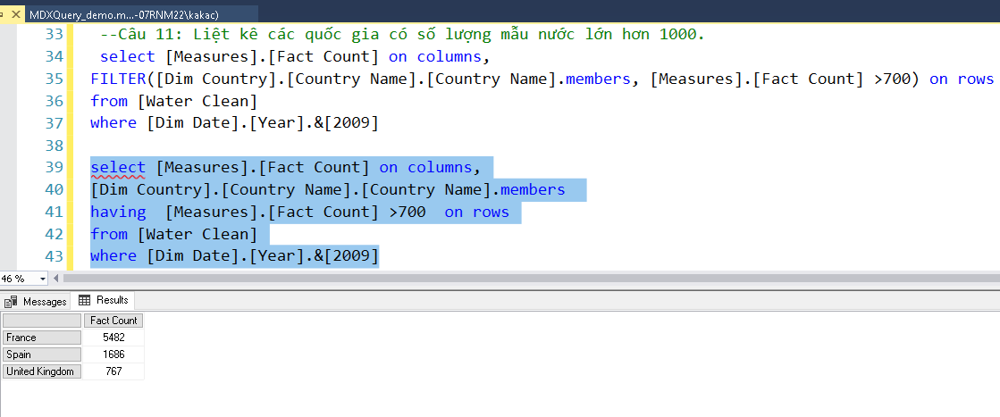 MDXQuery_demo.m...-07RNM22\kakac)
33 --Câu 11: Liệt kê các quốc gia có số lượng mẫu nước lớn hơn 1000.
34 select [Measures].[Fact Count] on columns,
35 FILTER([Dim Country].[Country Name].[Country Name].members, [Measures].[Fact Count] >700) on rows
36 from [Water Clean]
37 where [Dim Date].[Year].&[2009]
38
39 select [Measures].[Fact Count] on columns,
40 [Dim Country].[Country Name].[Country Name].members
41 having [Measures].[Fact Count] >700 on rows
42 from [Water Clean]
43 where [Dim Date].[Year].&[2009]
46 %
Messages Results
Fact Count
France 5482
Spain 1686
United Kingdom 767